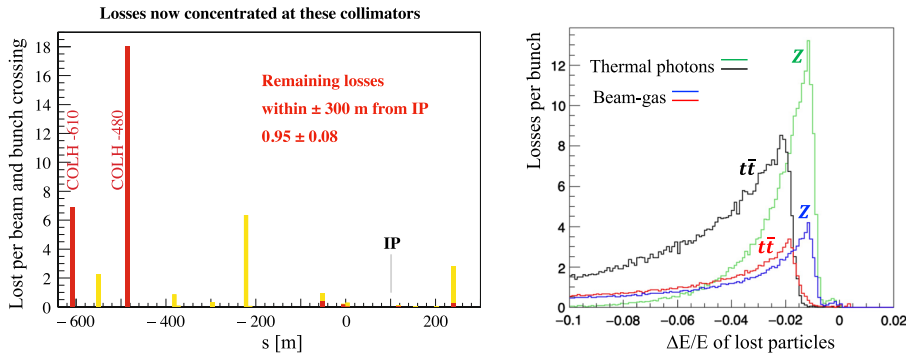 Losses now concentrated at these collimators
Lost per beam and bunch crossing
18
16
14
12
10
8
6
4
2
0
COLH -610
COLH -480
Remaining losses
within ± 300 m from IP
0.95 ± 0.08
IP
−600
−400
−200
0
200
s [m]
Losses per bunch
12
10
8
6
4
2
0
Thermal photons
Beam-gas
Z
tt̄
Z
tt̄
-0.1
-0.08
-0.06
-0.04
-0.02
0
0.02
ΔE/E of lost particles